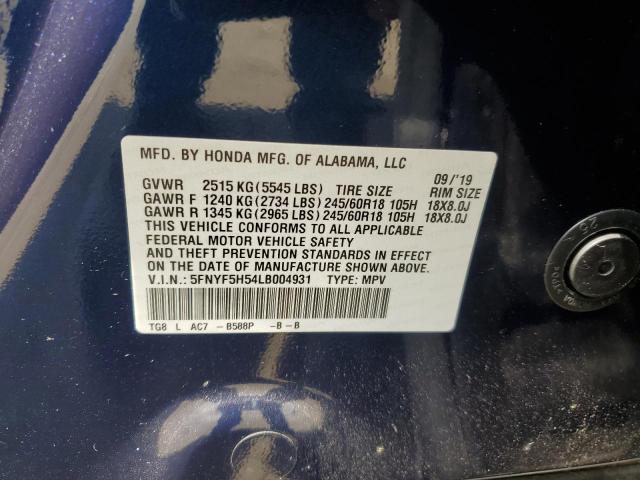 MFD. BY HONDA MFG. OF ALABAMA, LLC
09/'19
GVWR 2515 KG (5545 LBS) TIRE SIZE RIM SIZE
GAWR F 1240 KG (2734 LBS) 245/60R18 105H 18X8.0J
GAWR R 1345 KG (2965 LBS) 245/60R18 105H 18X8.0J
THIS VEHICLE CONFORMS TO ALL APPLICABLE
FEDERAL MOTOR VEHICLE SAFETY
AND THEFT PREVENTION STANDARDS IN EFFECT
ON THE DATE OF MANUFACTURE SHOWN ABOVE.
V.I.N.: 5FNYF5H54LB004931 TYPE: MPV
TG8 L AC7 - B588P -B-B
25